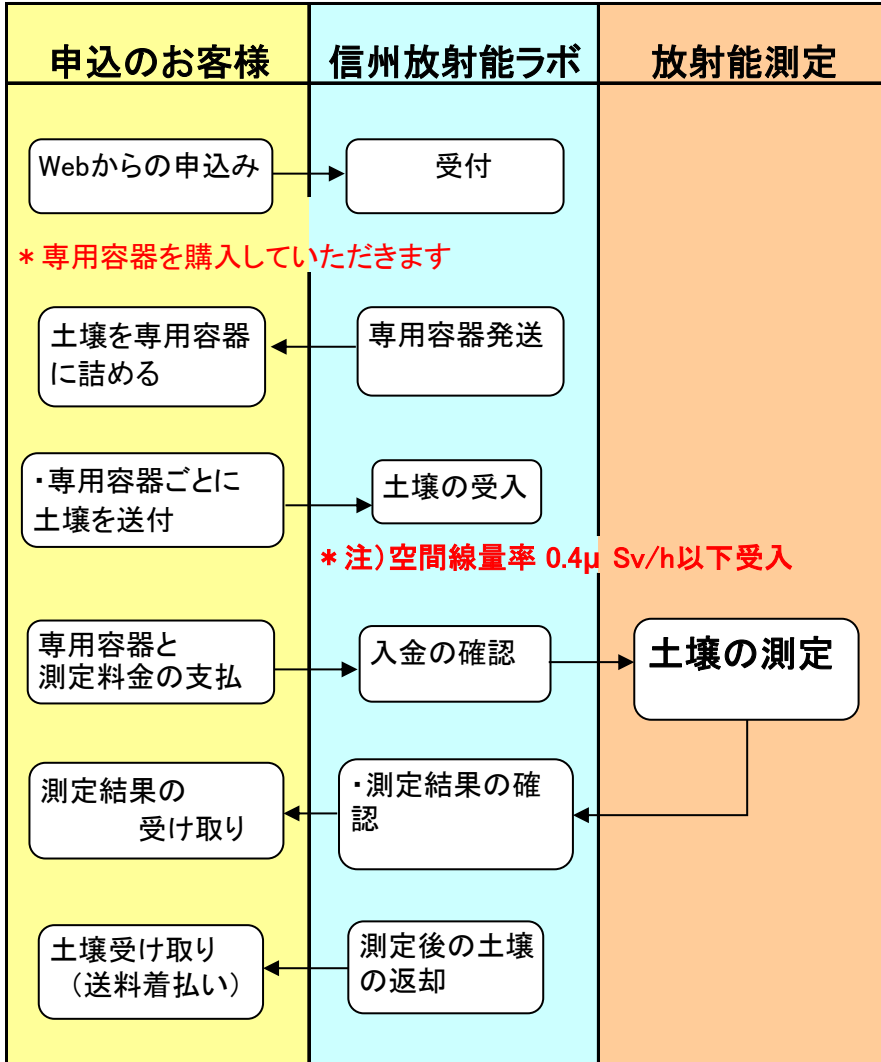 申込のお客様
信州放射能ラボ
放射能測定
Webからの申込み
受付
＊専用容器を購入していただきます
土壌を専用容器
に詰める
専用容器発送
・専用容器ごとに
土壌を送付
土壌の受入
＊注）空間線量率 0.4μ Sv/h以下受入
専用容器と
測定料金の支払
入金の確認
土壌の測定
測定結果の
受け取り
・測定結果の確
認
土壌受け取り
（送料着払い）
測定後の土壌
の返却